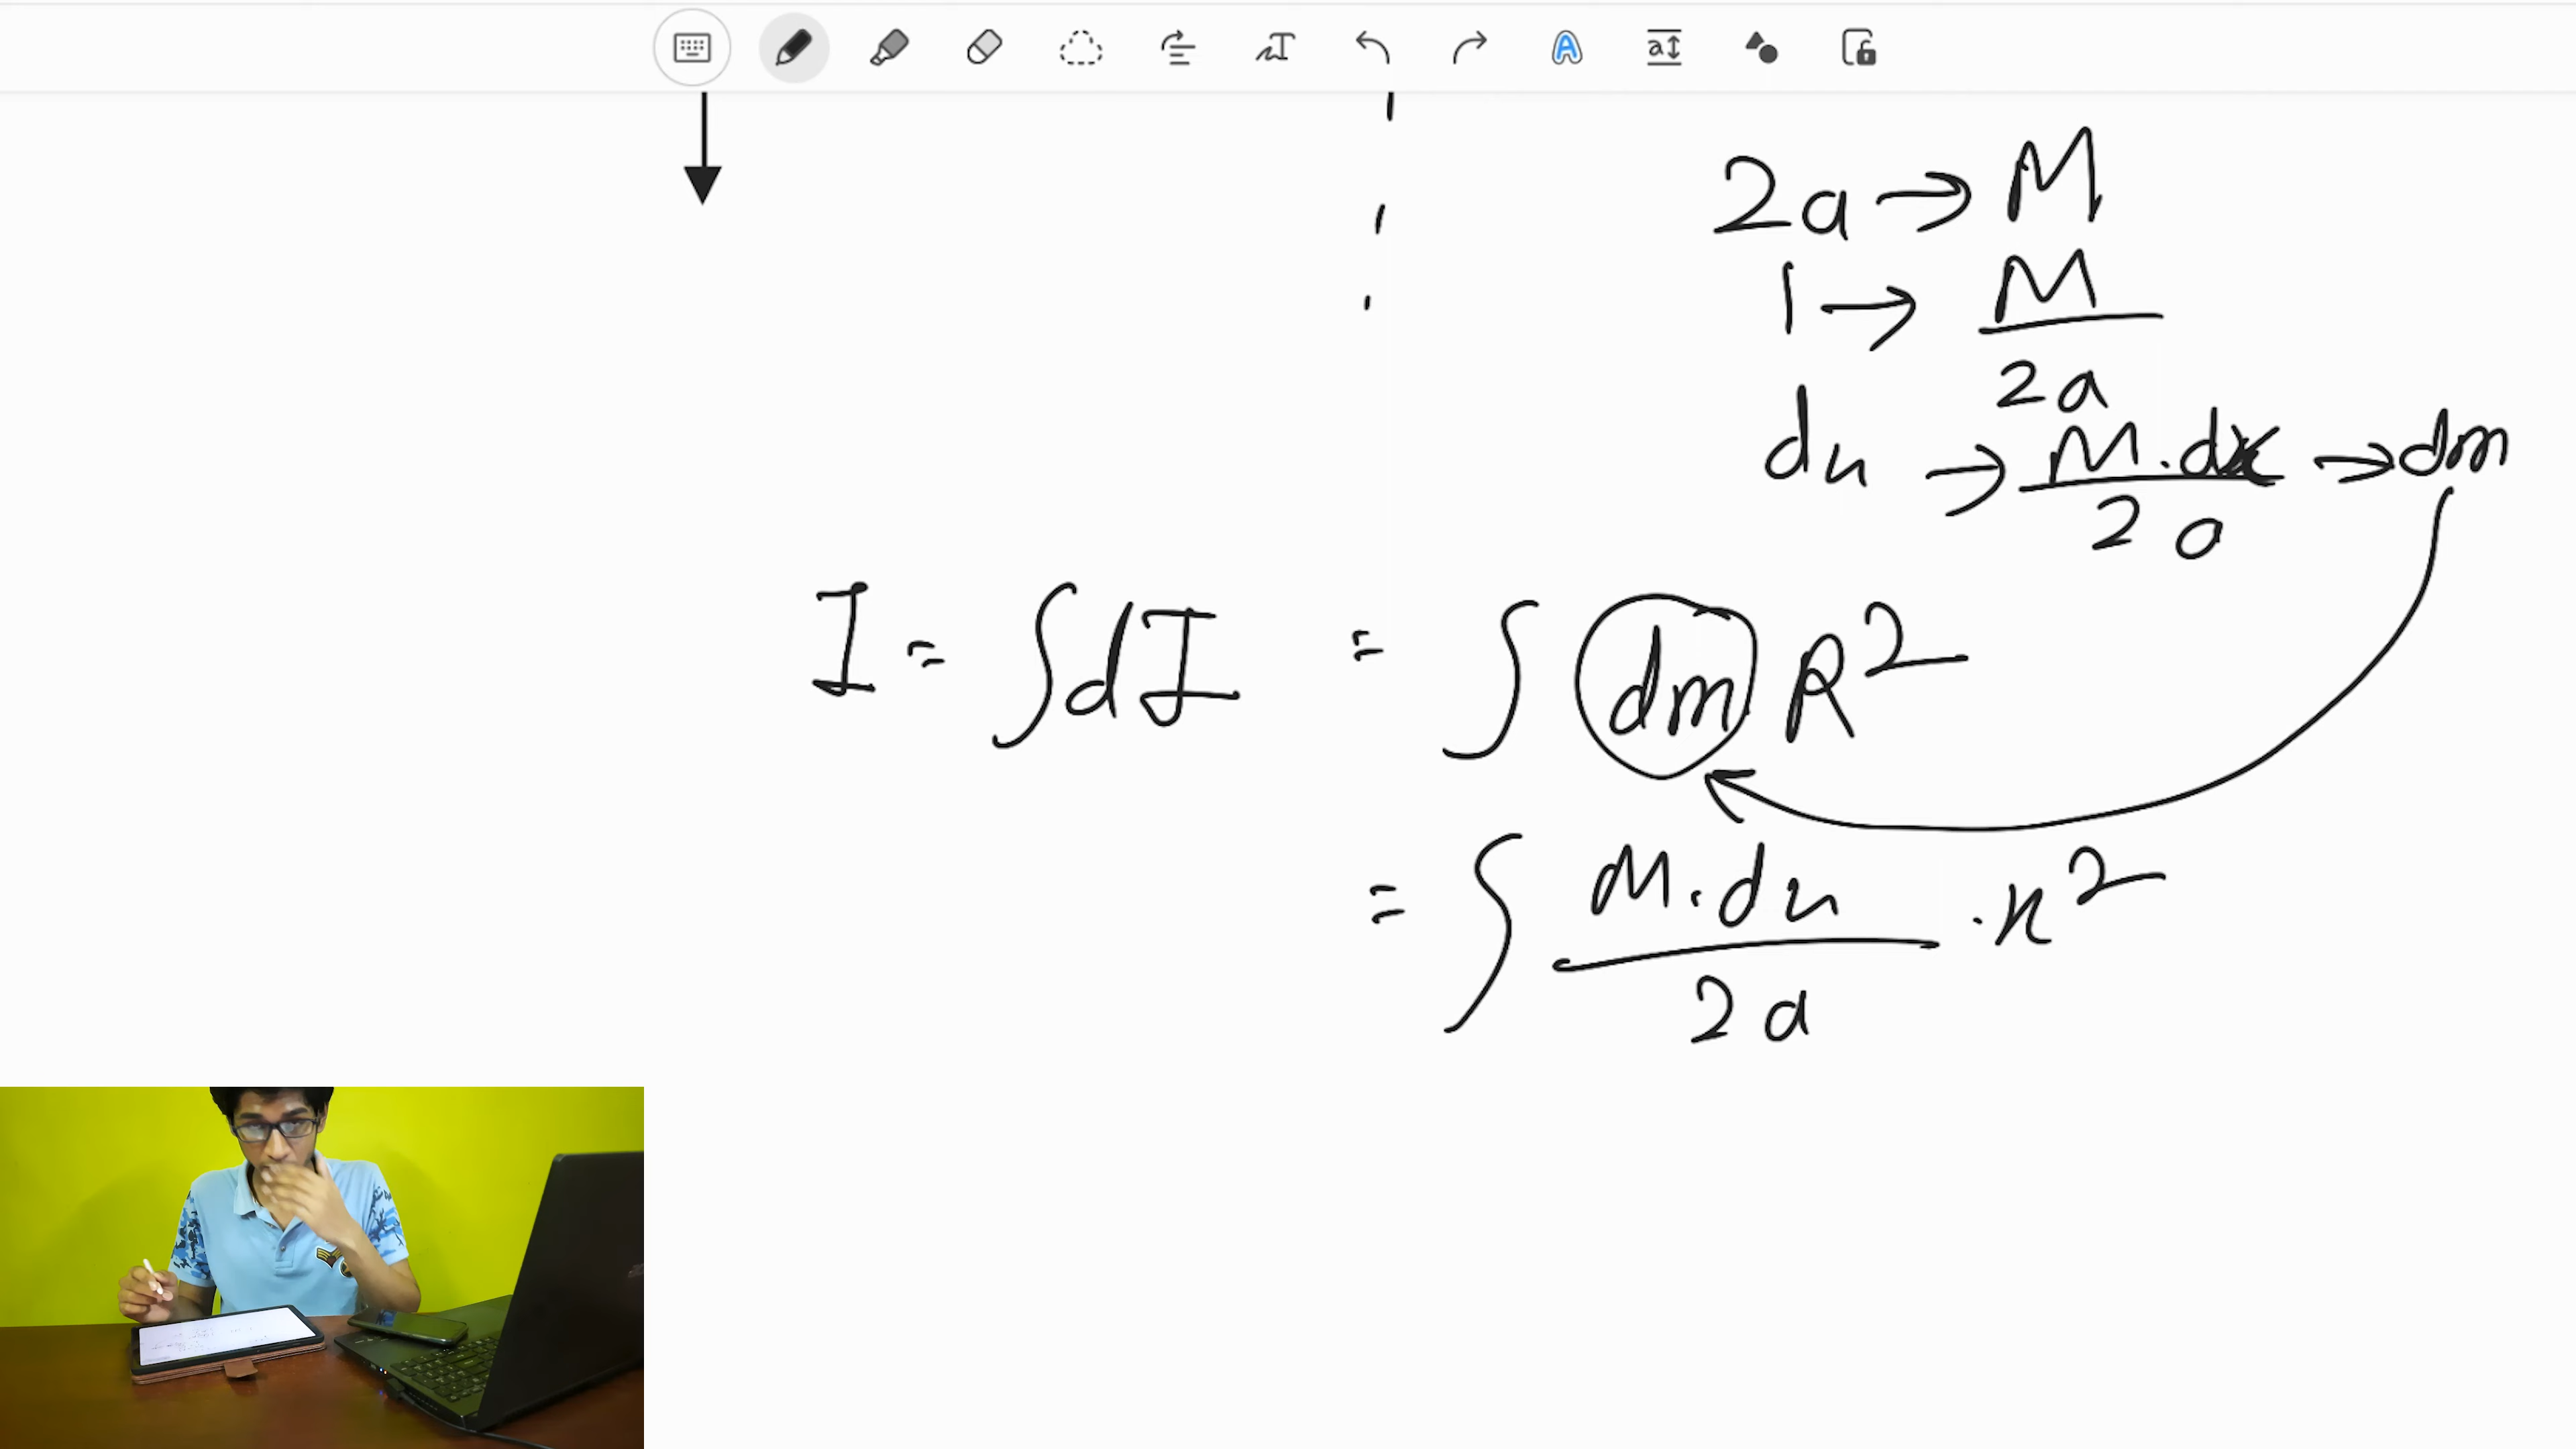 2a → M
1 → M/2a
dx → M.dx/2a → dm
I = ∫dI = ∫ dm R²
= ∫ M.dx/2a . x²